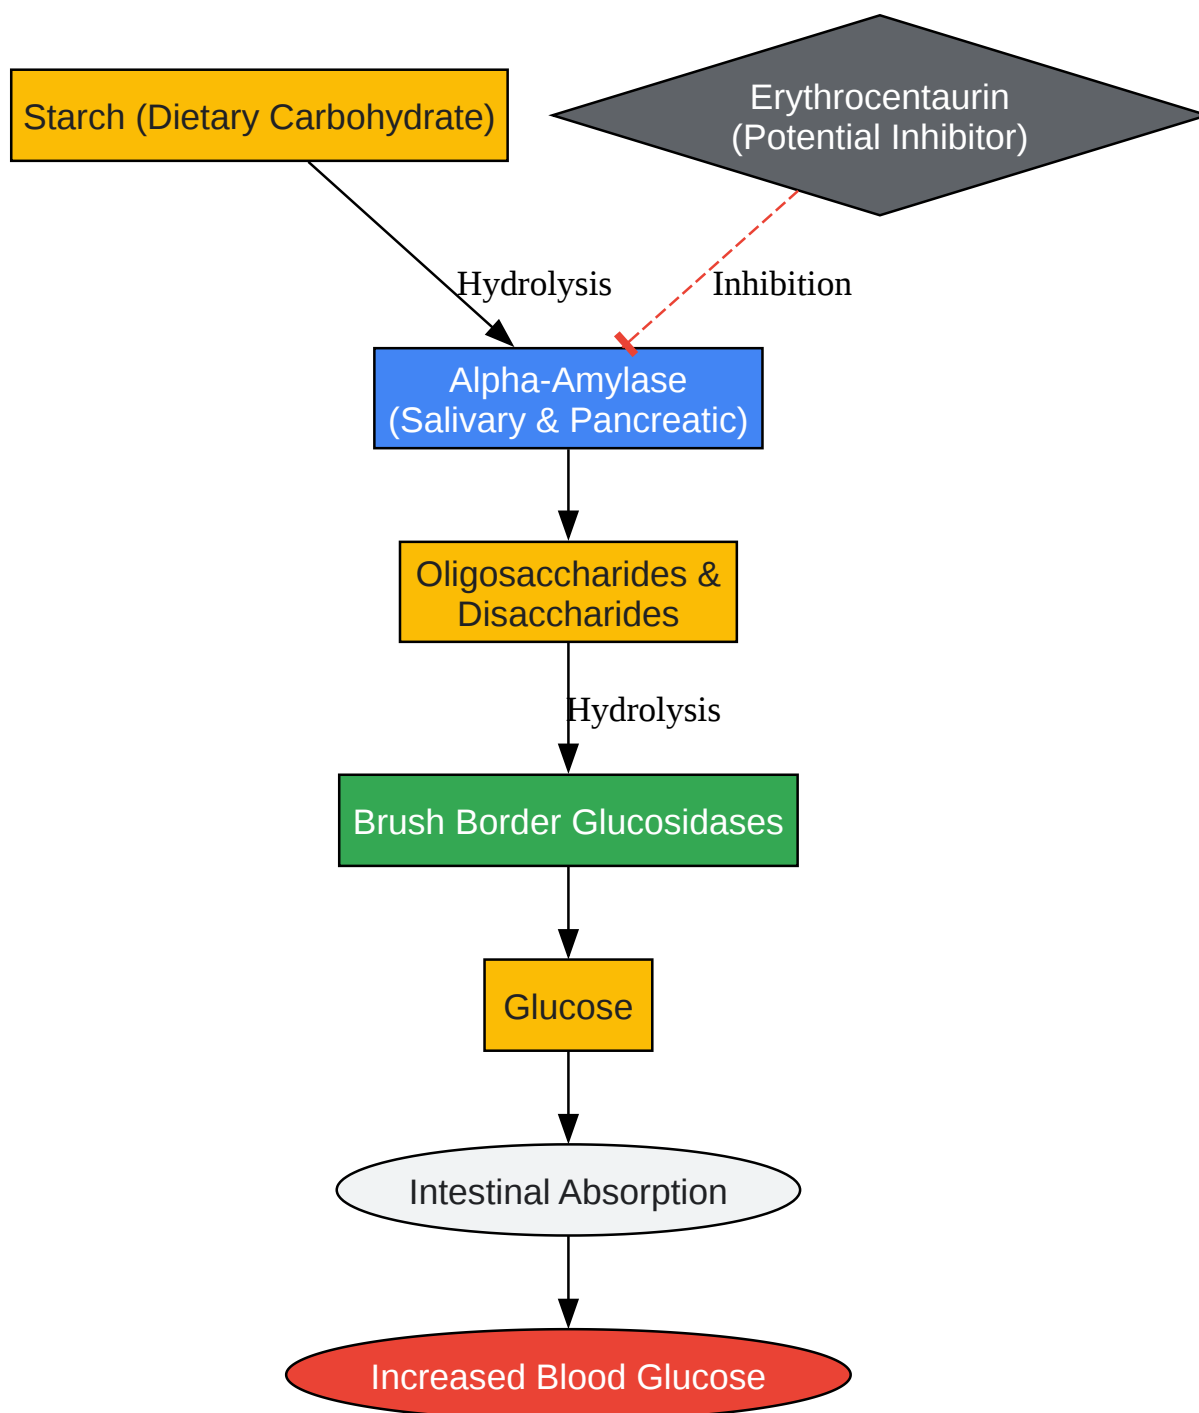 Starch (Dietary Carbohydrate)
Erythrocentaurin
(Potential Inhibitor)
Hydrolysis
Inhibition
Alpha-Amylase
(Salivary & Pancreatic)
Oligosaccharides &
Disaccharides
Hydrolysis
Brush Border Glucosidases
Glucose
Intestinal Absorption
Increased Blood Glucose